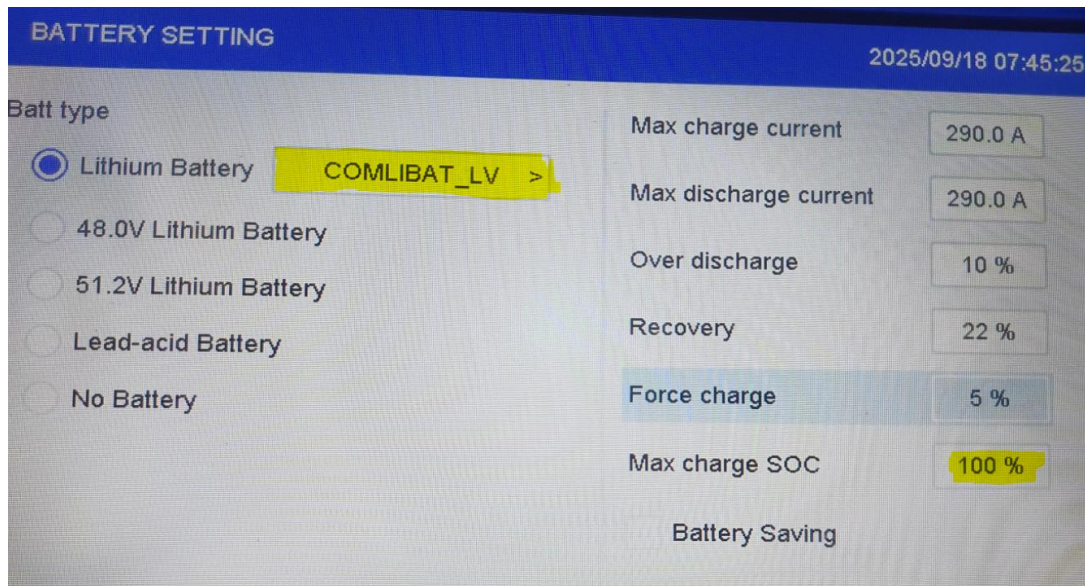 BATTERY SETTING
2025/09/18 07:45:25
Batt type
Lithium Battery
COMLIBAT_LV >
48.0V Lithium Battery
51.2V Lithium Battery
Lead-acid Battery
No Battery
Max charge current 290.0 A
Max discharge current 290.0 A
Over discharge 10 %
Recovery 22 %
Force charge 5 %
Max charge SOC 100 %
Battery Saving